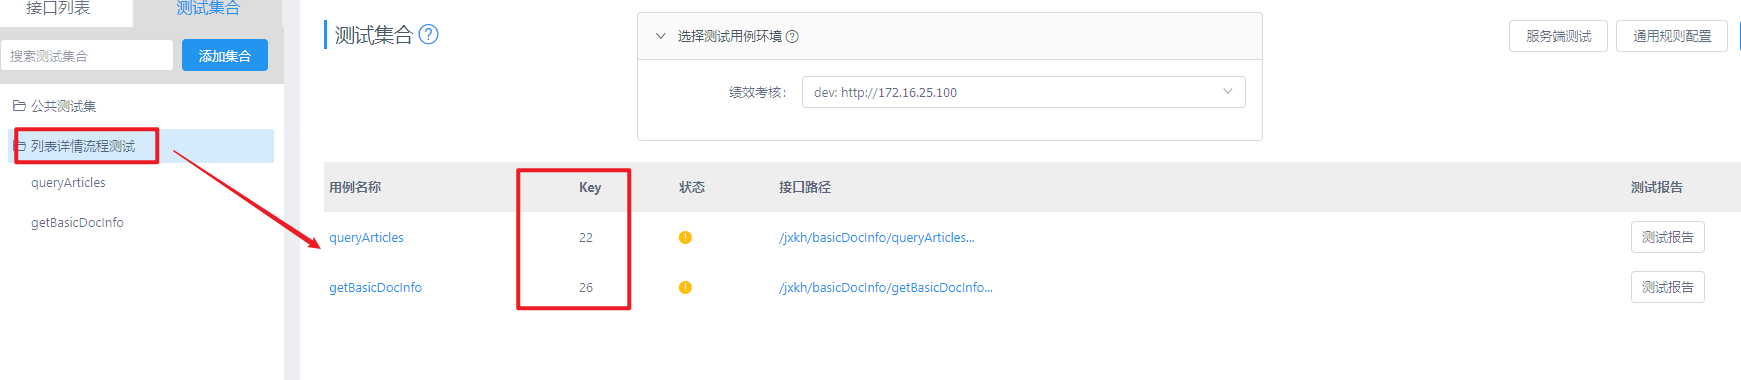 接口列表
测试集合
搜索测试集合
添加集合
公共测试集
列表详情流程测试
queryArticles
getBasicDocInfo
测试集合
选择测试用例环境
绩效考核：
dev: http://172.16.25.100
服务端测试
通用规则配置
用例名称 Key 状态 接口路径 测试报告
queryArticles 22 /jxkh/basicDocInfo/queryArticles... 测试报告
getBasicDocInfo 26 /jxkh/basicDocInfo/getBasicDocInfo... 测试报告